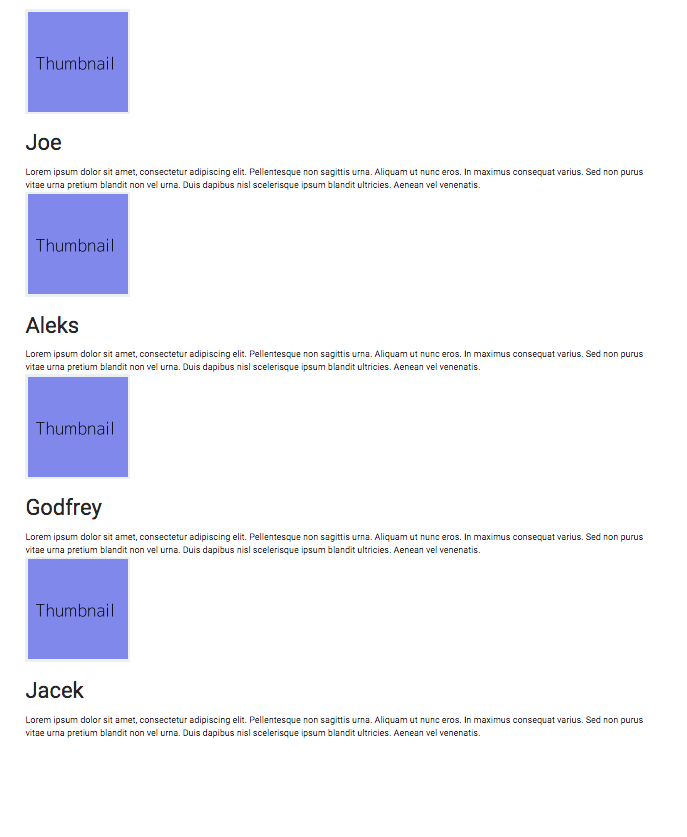 Thumbnail
Joe
Lorem ipsum dolor sit amet, consectetur adipiscing elit. Pellentesque non sagittis urna. Aliquam ut nunc eros. In maximus consequat varius. Sed non purus
vitae urna pretium blandit non vel urna. Duis dapibus nisl scelerisque ipsum blandit ultricies. Aenean vel venenatis.
Thumbnail
Aleks
Lorem ipsum dolor sit amet, consectetur adipiscing elit. Pellentesque non sagittis urna. Aliquam ut nunc eros. In maximus consequat varius. Sed non purus
vitae urna pretium blandit non vel urna. Duis dapibus nisl scelerisque ipsum blandit ultricies. Aenean vel venenatis.
Thumbnail
Godfrey
Lorem ipsum dolor sit amet, consectetur adipiscing elit. Pellentesque non sagittis urna. Aliquam ut nunc eros. In maximus consequat varius. Sed non purus
vitae urna pretium blandit non vel urna. Duis dapibus nisl scelerisque ipsum blandit ultricies. Aenean vel venenatis.
Thumbnail
Jacek
Lorem ipsum dolor sit amet, consectetur adipiscing elit. Pellentesque non sagittis urna. Aliquam ut nunc eros. In maximus consequat varius. Sed non purus
vitae urna pretium blandit non vel urna. Duis dapibus nisl scelerisque ipsum blandit ultricies. Aenean vel venenatis.